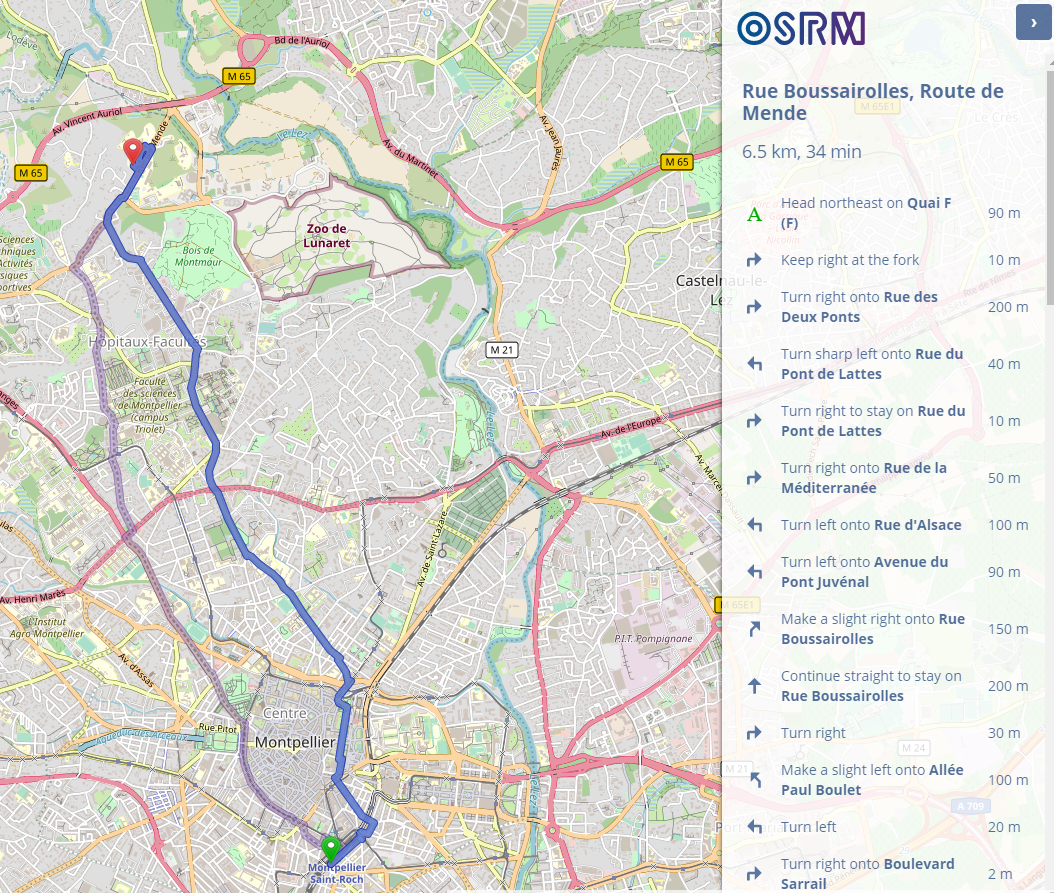 Lodève
Bd de l'Auriol
M 65
Av. Vincent Auriol
Mende
M 65
le Lez
Av. du Martinet
Av. Jean Jaurès
M 65
Zoo de
Lunaret
Bois de
Montmaur
Sciences
Techniques
Activités
Castelnau-le-
Lez
M 21
Hôpitaux-Facultés
Faculté
des sciences
de Montpellier
(campus
Triolet)
Av. de l'Europe
Av. de Saint-Lazare
Av. Henri Marès
L'Institut
Agro Montpellier
P.I.T. Pompignane
M 65E1
Av. d'Assas
Rue Pitot
Aqueduc des Arceaux
Centre
Montpellier
le Lez
M 21
Montpellier
Saint-Roch
OSRM
›
Rue Boussairolles, Route de
Mende
M 65E1
Le Crès
6.5 km, 34 min
A
Head northeast on Quai F
(F)
90 m
Keep right at the fork
10 m
Turn right onto Rue des
Deux Ponts
200 m
Turn sharp left onto Rue du
Pont de Lattes
40 m
Turn right to stay on Rue du
Pont de Lattes
10 m
Turn right onto Rue de la
Méditerranée
50 m
Turn left onto Rue d'Alsace
100 m
Turn left onto Avenue du
Pont Juvénal
90 m
Make a slight right onto Rue
Boussairolles
150 m
Continue straight to stay on
Rue Boussairolles
200 m
Turn right
30 m
M 24
Make a slight left onto Allée
Paul Boulet
100 m
A 709
Turn left
20 m
Turn right onto Boulevard
Sarrail
2 m